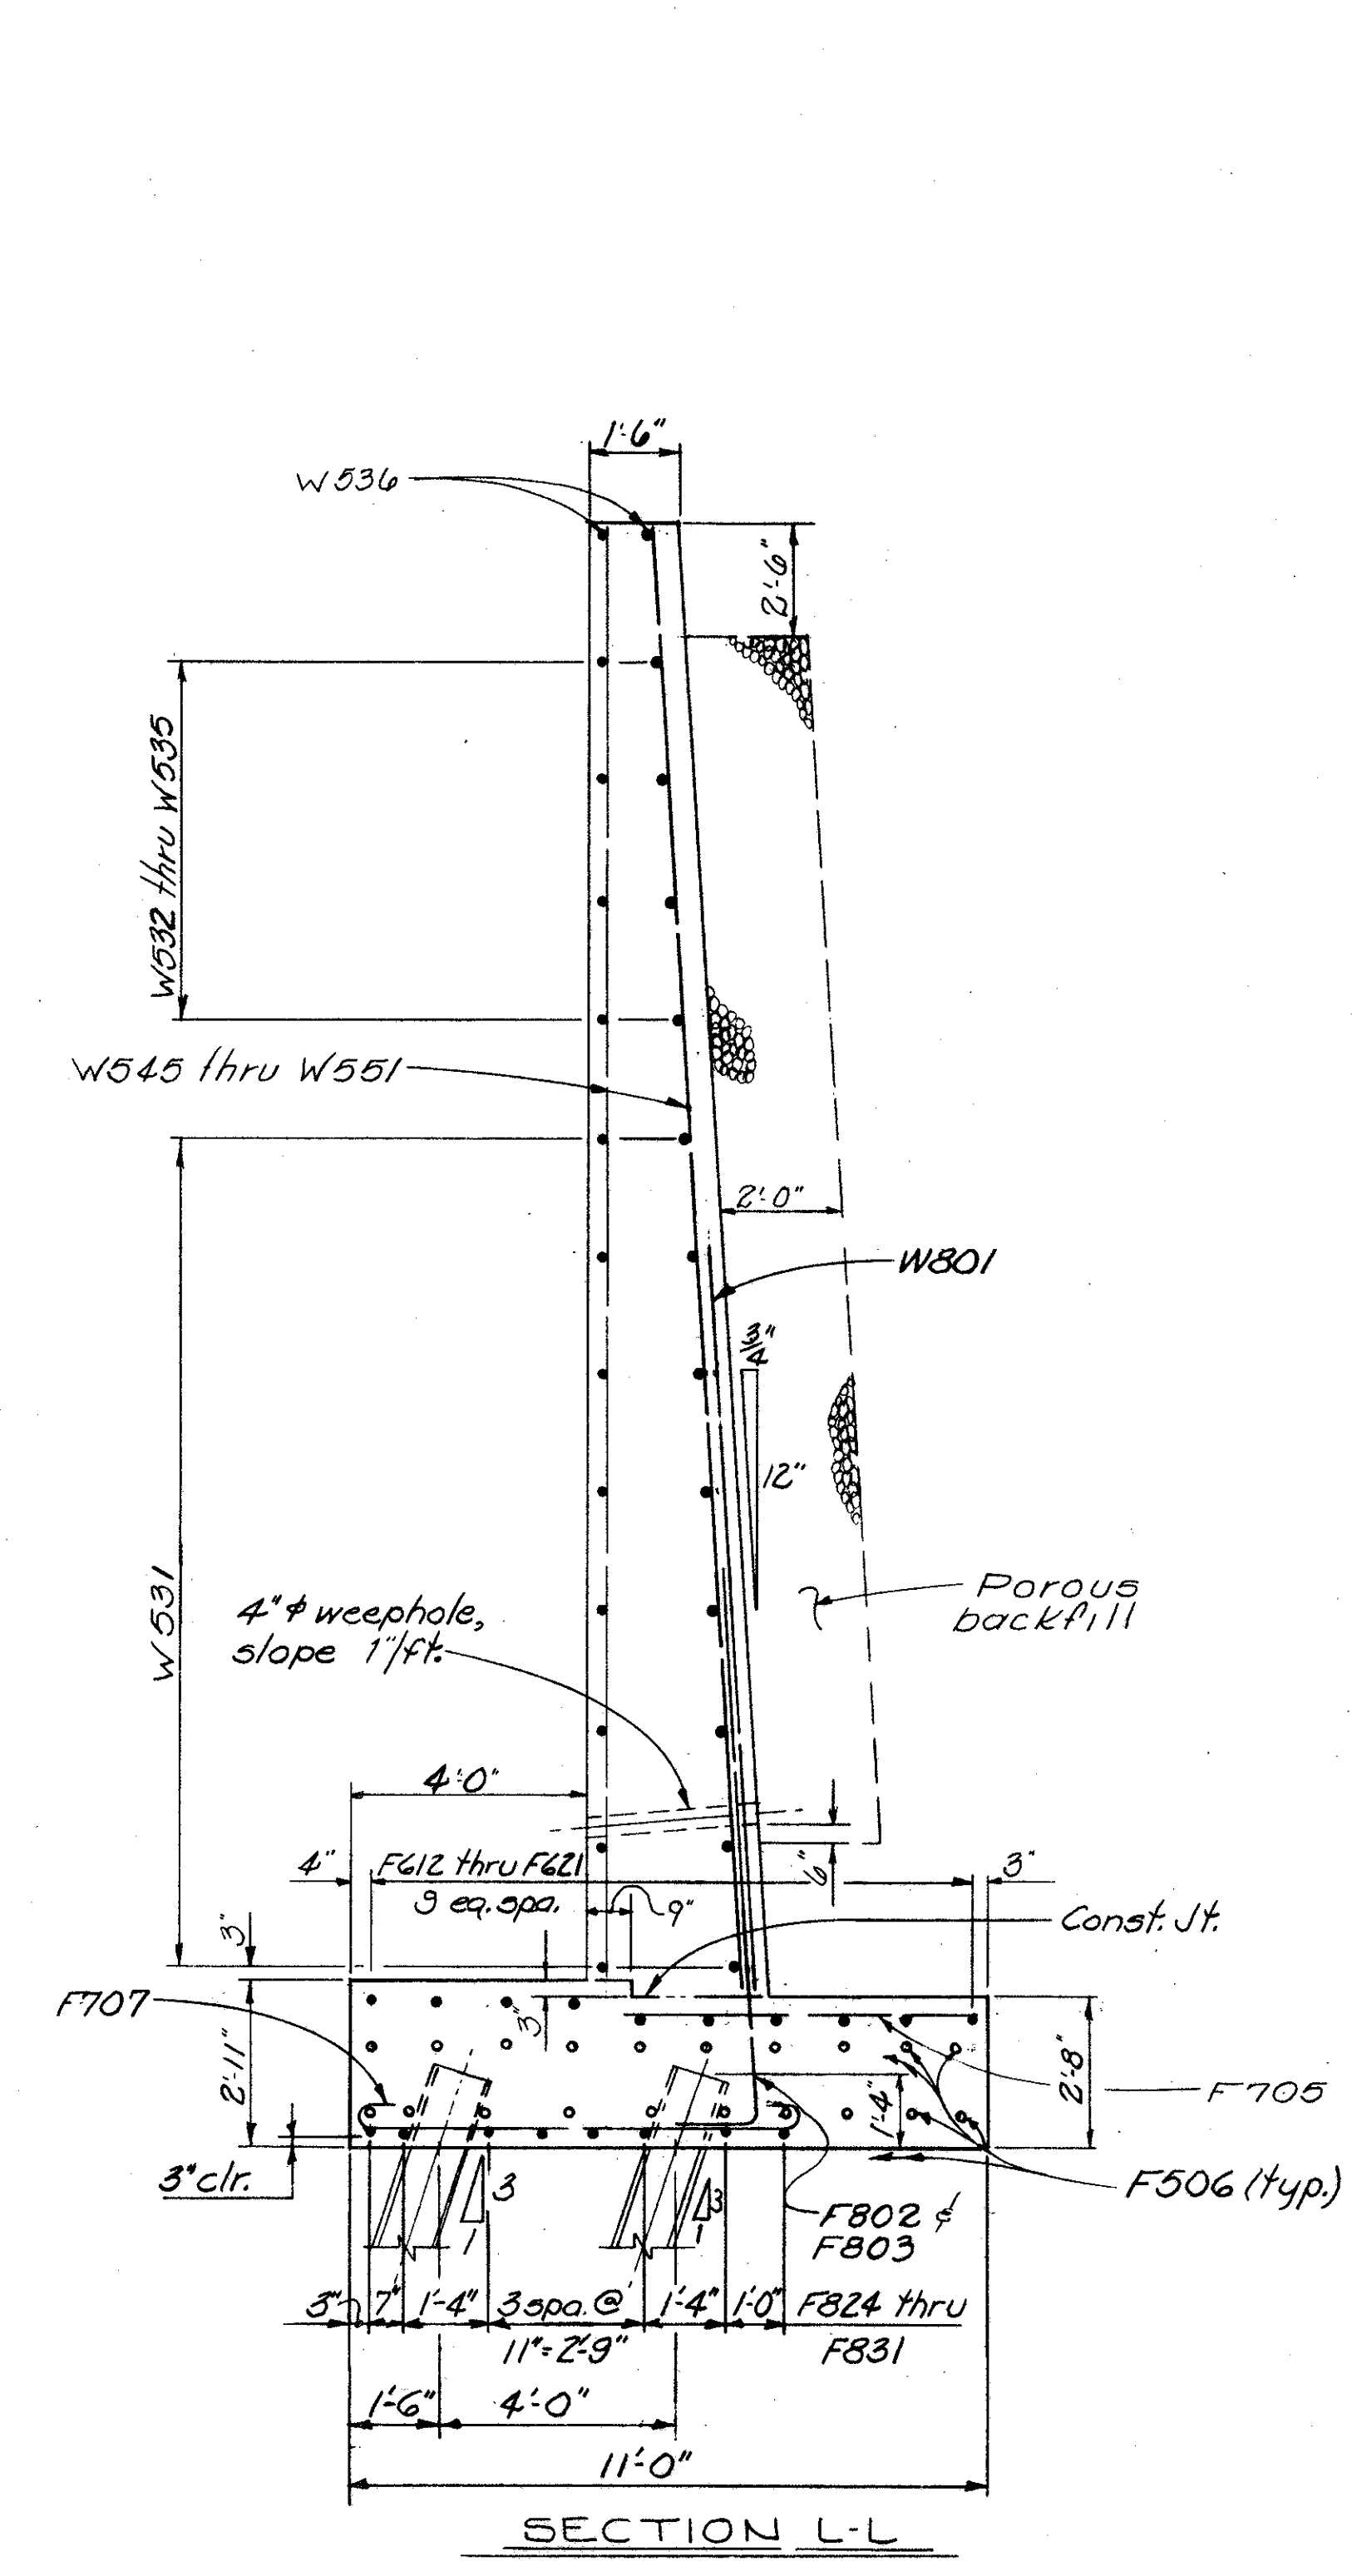 1'-6"
W536
2'-6"
W532 thru W535
W545 thru W551
2'-0"
W801
3/4"
12"
W531
4" ϕ weephole,
slope 1"/ft.
Porous
backfill
4'-0"
4"
F612 thru F621
9 eq. spa.
9"
6"
3"
3"
Const. Jt.
F707
3"
2'-11"
2'-8"
1'-4"
F705
3" clr.
3
1
3
1
F506 (typ.)
F802 &
F803
3"
7"
1'-4"
3 spa. @
11" = 2'-9"
1'-4"
1'-0"
F824 thru
F831
1'-6"
4'-0"
11'-0"
SECTION L-L